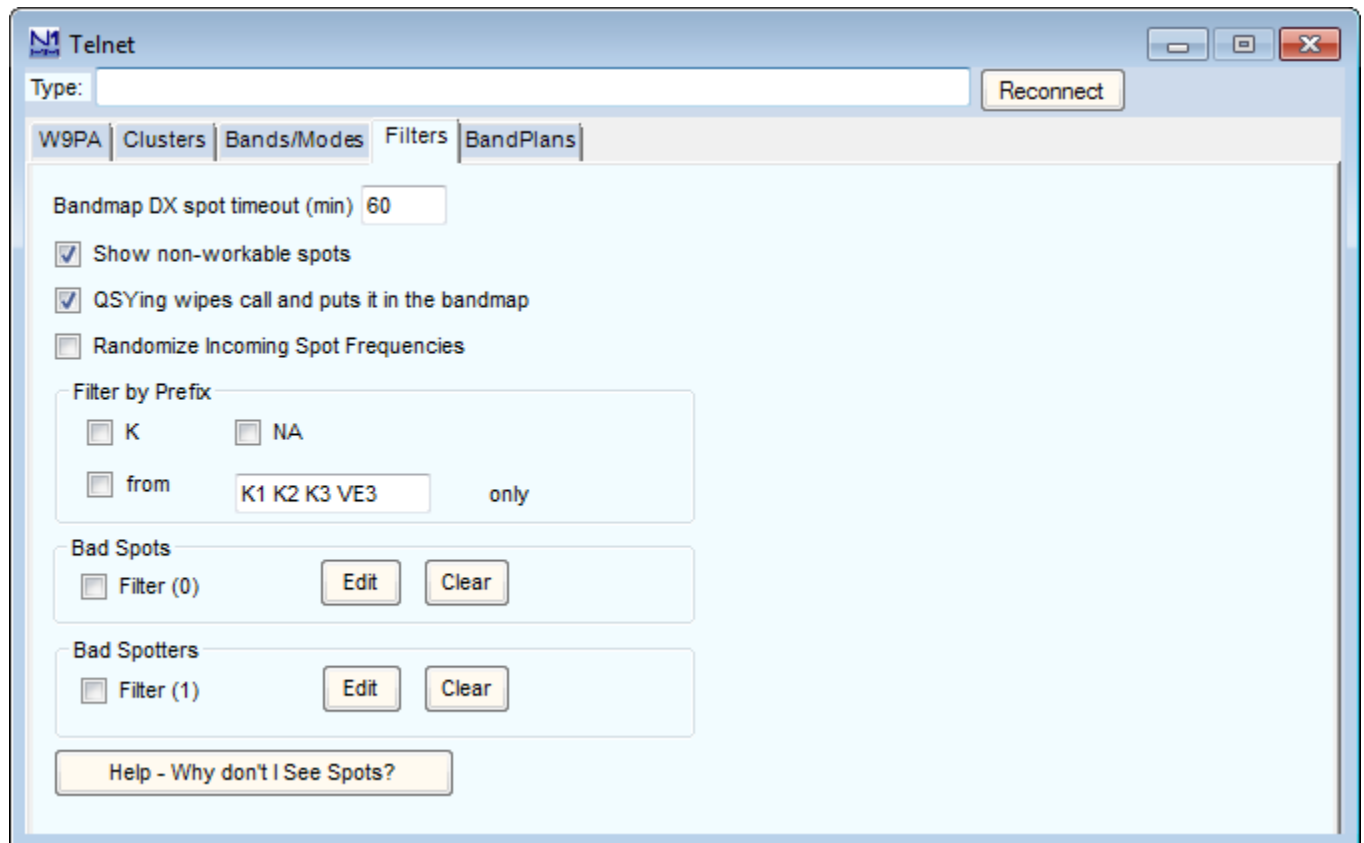 N1 MM Telnet
Type: Reconnect
W9PA Clusters Bands/Modes Filters BandPlans
Bandmap DX spot timeout (min) 60
Show non-workable spots
QSYing wipes call and puts it in the bandmap
Randomize Incoming Spot Frequencies
Filter by Prefix
K NA
from K1 K2 K3 VE3 only
Bad Spots
Filter (0) Edit Clear
Bad Spotters
Filter (1) Edit Clear
Help - Why don't I See Spots?